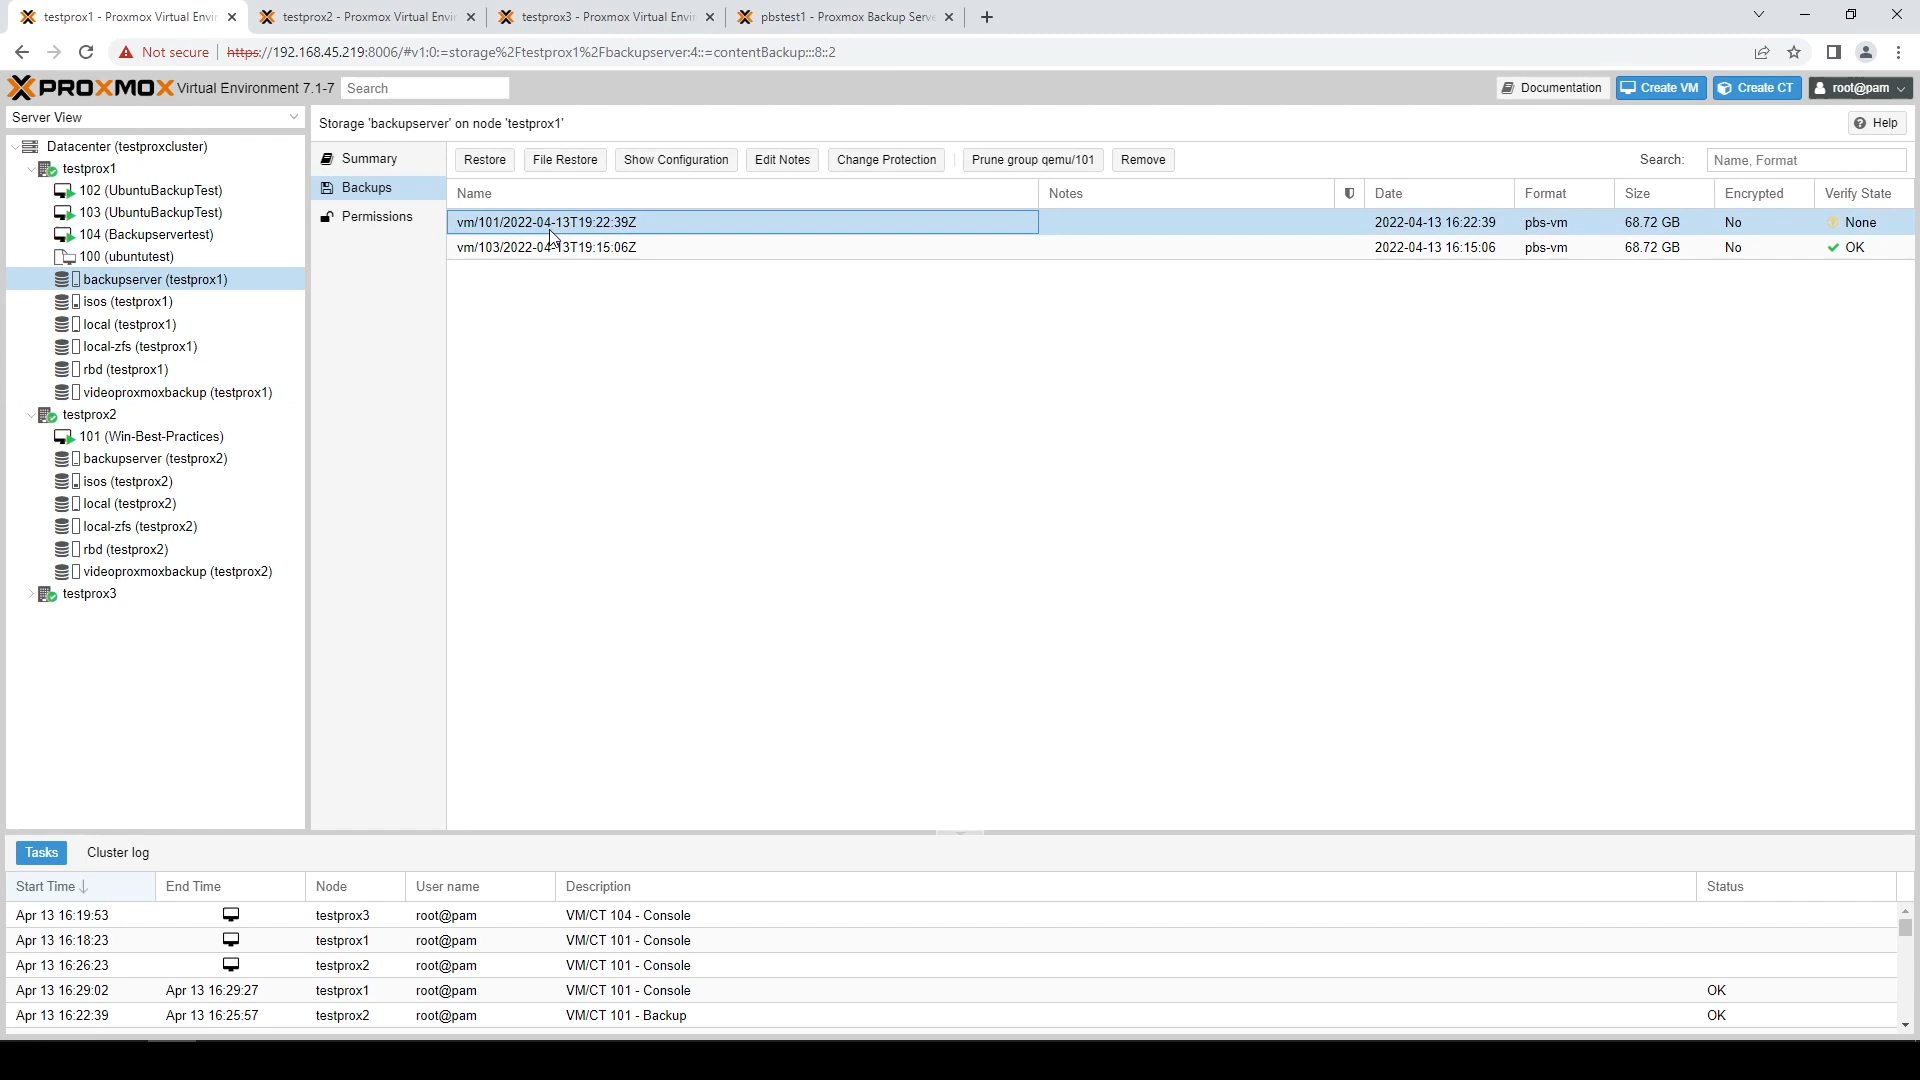 testprox1 - Proxmox Virtual Envir
testprox2 - Proxmox Virtual Envir
testprox3 - Proxmox Virtual Envir
pbstest1 - Proxmox Backup Serve
Not secure
https://192.168.45.219:8006/#v1:0:=storage%2Ftestprox1%2Fbackupserver:4::=contentBackup:::8::2
PROXMOX Virtual Environment 7.1-7
Search
Documentation
Create VM
Create CT
root@pam
Server View
Storage 'backupserver' on node 'testprox1'
Help
Datacenter (testproxcluster)
testprox1
102 (UbuntuBackupTest)
103 (UbuntuBackupTest)
104 (Backupservertest)
100 (ubuntutest)
backupserver (testprox1)
isos (testprox1)
local (testprox1)
local-zfs (testprox1)
rbd (testprox1)
videoproxmoxbackup (testprox1)
testprox2
101 (Win-Best-Practices)
backupserver (testprox2)
isos (testprox2)
local (testprox2)
local-zfs (testprox2)
rbd (testprox2)
videoproxmoxbackup (testprox2)
testprox3
Summary
Backups
Permissions
Restore File Restore Show Configuration Edit Notes Change Protection Prune group qemu/101 Remove Search: Name, Format
Name Notes Date Format Size Encrypted Verify State
vm/101/2022-04-13T19:22:39Z 2022-04-13 16:22:39 pbs-vm 68.72 GB No None
vm/103/2022-04-13T19:15:06Z 2022-04-13 16:15:06 pbs-vm 68.72 GB No OK
Tasks Cluster log
Start Time End Time Node User name Description Status
Apr 13 16:19:53 testprox3 root@pam VM/CT 104 - Console
Apr 13 16:18:23 testprox1 root@pam VM/CT 101 - Console
Apr 13 16:26:23 testprox2 root@pam VM/CT 101 - Console
Apr 13 16:29:02 Apr 13 16:29:27 testprox1 root@pam VM/CT 101 - Console OK
Apr 13 16:22:39 Apr 13 16:25:57 testprox2 root@pam VM/CT 101 - Backup OK